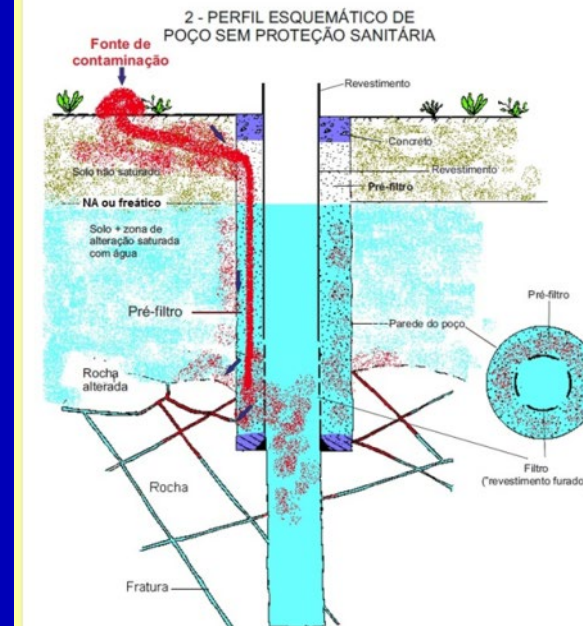 2 - PERFIL ESQUEMÁTICO DE
POÇO SEM PROTEÇÃO SANITÁRIA
Fonte de
contaminação
Revestimento
Concreto
Solo não saturado
Revestimento
Pré-filtro
NA ou freático
Solo + zona de
alteração saturada
com água
Pré-filtro
Pré-filtro
Parede do poço
Rocha
alterada
Rocha
Filtro
("revestimento furado
Fratura